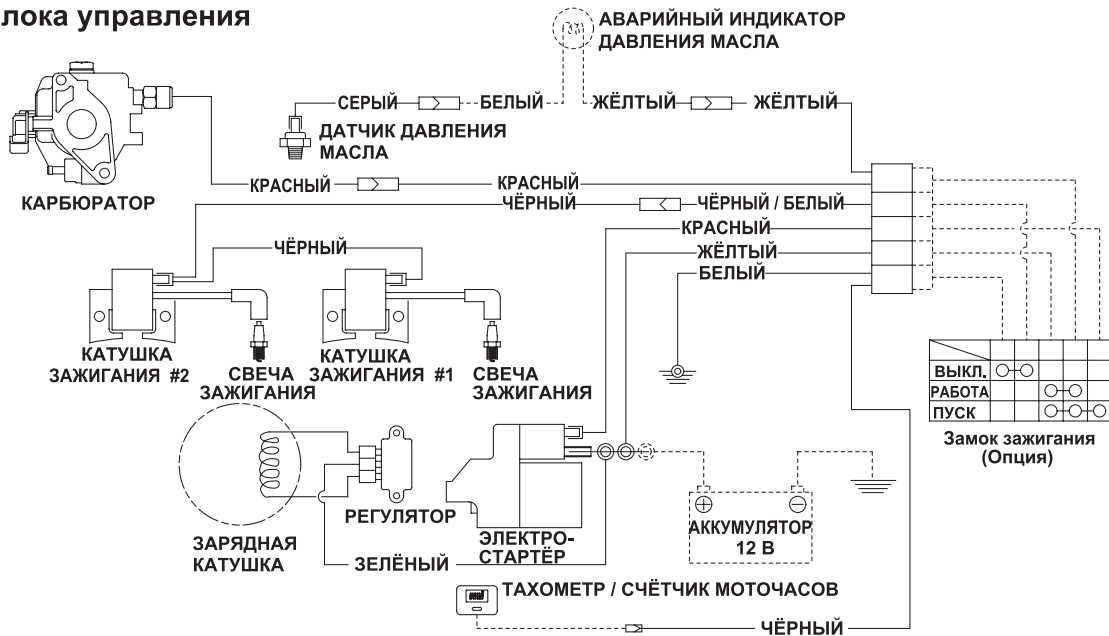 лока управления
АВАРИЙНЫЙ ИНДИКАТОР
ДАВЛЕНИЯ МАСЛА
СЕРЫЙ
БЕЛЫЙ
ЖЁЛТЫЙ
ЖЁЛТЫЙ
ДАТЧИК ДАВЛЕНИЯ
МАСЛА
КАРБЮРАТОР
КРАСНЫЙ
КРАСНЫЙ
ЧЁРНЫЙ
ЧЁРНЫЙ / БЕЛЫЙ
КРАСНЫЙ
ЧЁРНЫЙ
ЖЁЛТЫЙ
БЕЛЫЙ
КАТУШКА
ЗАЖИГАНИЯ #2
СВЕЧА
ЗАЖИГАНИЯ
КАТУШКА
ЗАЖИГАНИЯ #1
СВЕЧА
ЗАЖИГАНИЯ
ВЫКЛ.
РАБОТА
ПУСК
Замок зажигания
(Опция)
РЕГУЛЯТОР
ЗАРЯДНАЯ
КАТУШКА
ЭЛЕКТРО-
СТАРТЁР
АККУМУЛЯТОР
12 В
ЗЕЛЁНЫЙ
ТАХОМЕТР / СЧЁТЧИК МОТОЧАСОВ
ЧЁРНЫЙ